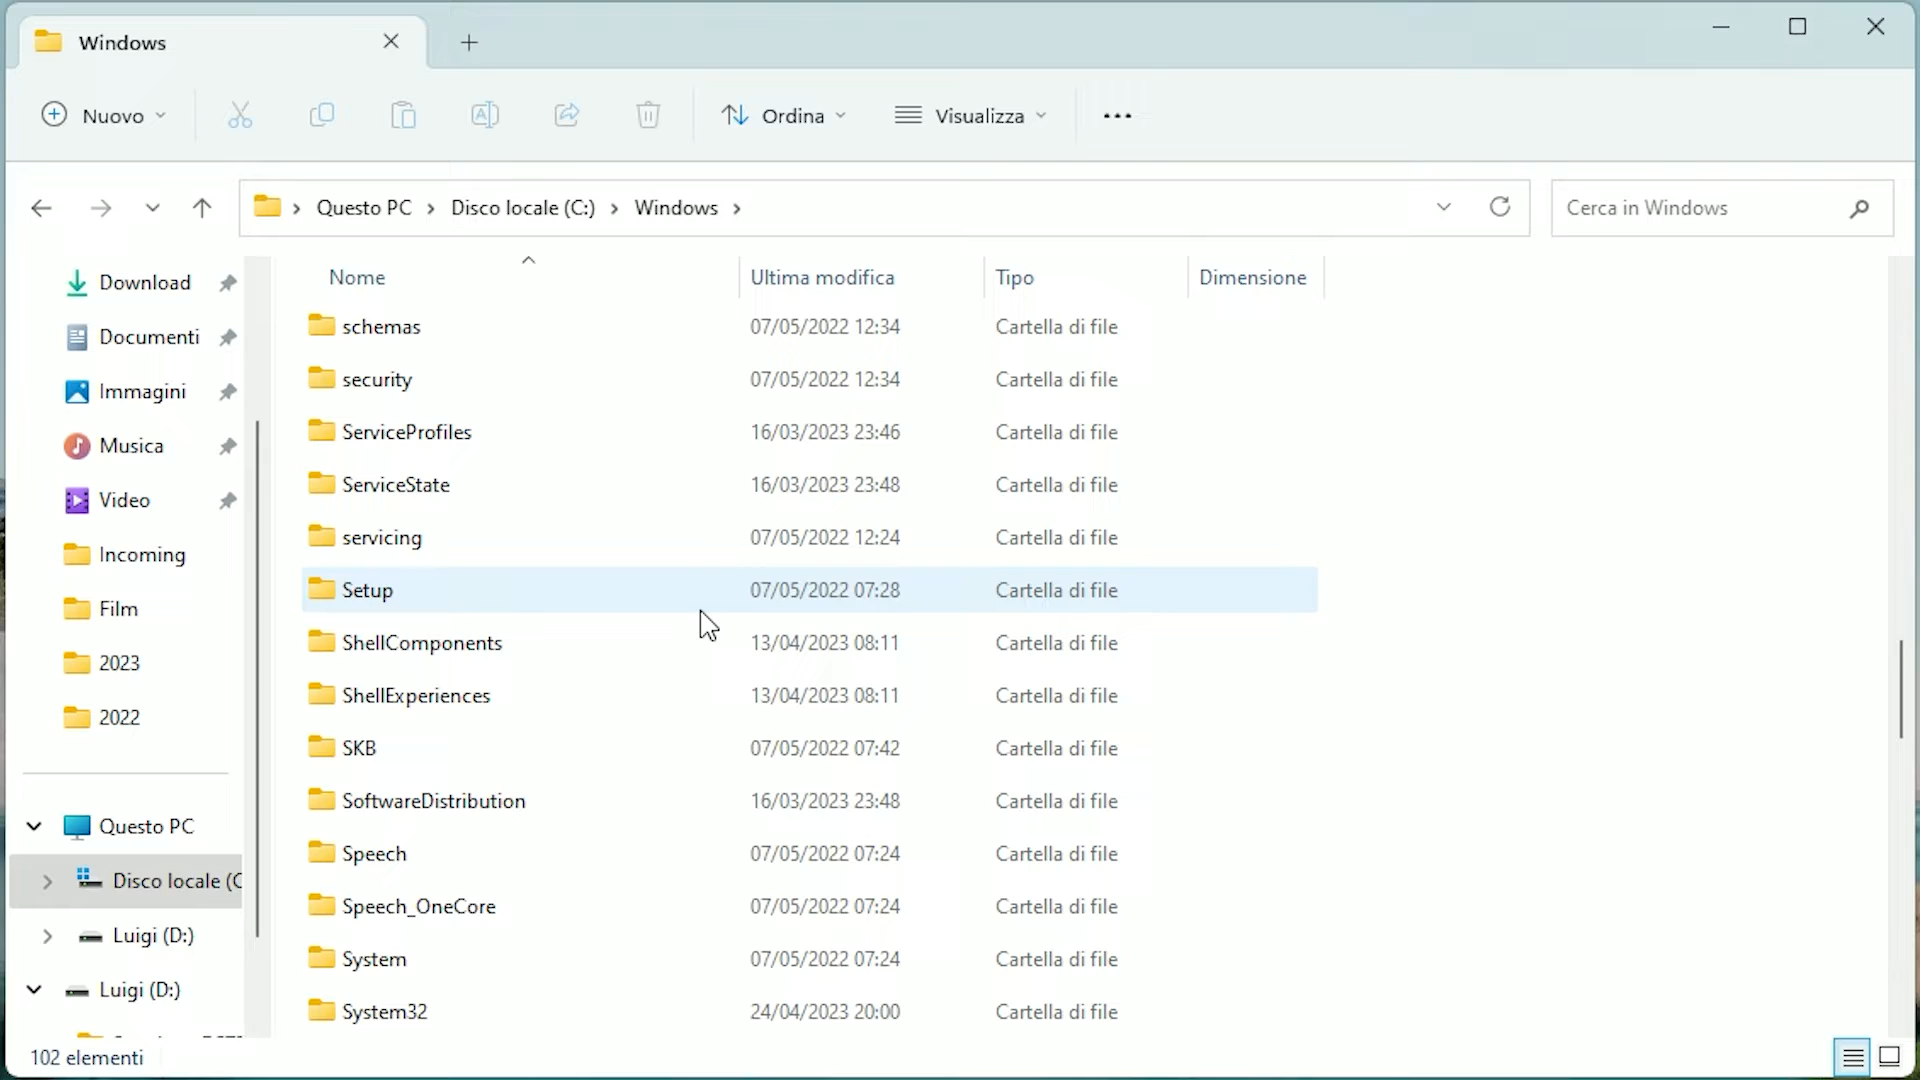 Windows
Nuovo
Ordina
Visualizza
Questo PC
Disco locale (C:)
Windows
Cerca in Windows
Download
Documenti
Immagini
Musica
Video
Incoming
Film
2023
2022
Questo PC
Disco locale (C
Luigi (D:)
Luigi (D:)
Nome Ultima modifica Tipo Dimensione
schemas 07/05/2022 12:34 Cartella di file
security 07/05/2022 12:34 Cartella di file
ServiceProfiles 16/03/2023 23:46 Cartella di file
ServiceState 16/03/2023 23:48 Cartella di file
servicing 07/05/2022 12:24 Cartella di file
Setup 07/05/2022 07:28 Cartella di file
ShellComponents 13/04/2023 08:11 Cartella di file
ShellExperiences 13/04/2023 08:11 Cartella di file
SKB 07/05/2022 07:42 Cartella di file
SoftwareDistribution 16/03/2023 23:48 Cartella di file
Speech 07/05/2022 07:24 Cartella di file
Speech_OneCore 07/05/2022 07:24 Cartella di file
System 07/05/2022 07:24 Cartella di file
System32 24/04/2023 20:00 Cartella di file
102 elementi